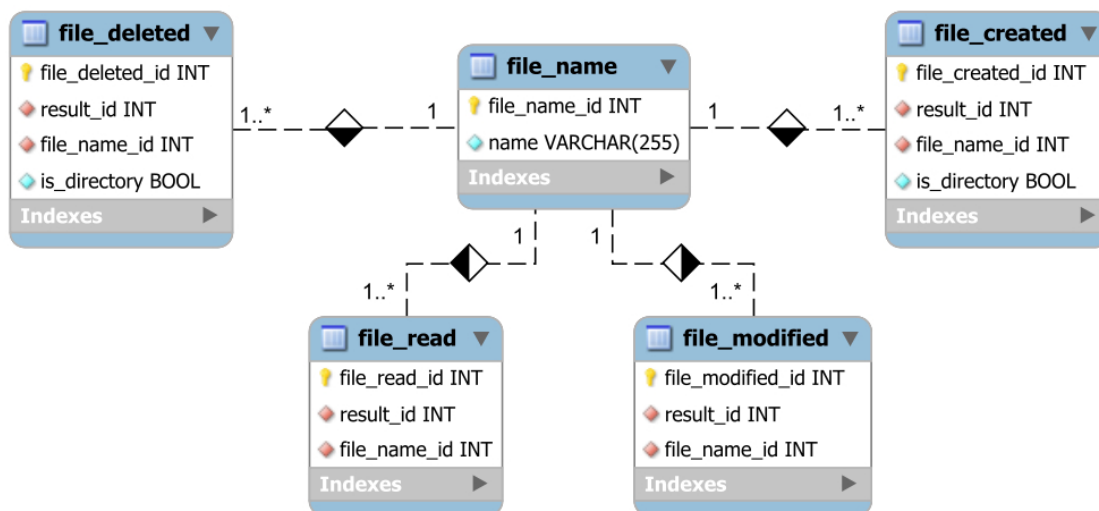 file_deleted
file_deleted_id INT
result_id INT
file_name_id INT
is_directory BOOL
Indexes
1..*
1
file_name
file_name_id INT
name VARCHAR(255)
Indexes
1
1..*
file_created
file_created_id INT
result_id INT
file_name_id INT
is_directory BOOL
Indexes
1
1..*
file_read
file_read_id INT
result_id INT
file_name_id INT
Indexes
1
1..*
file_modified
file_modified_id INT
result_id INT
file_name_id INT
Indexes